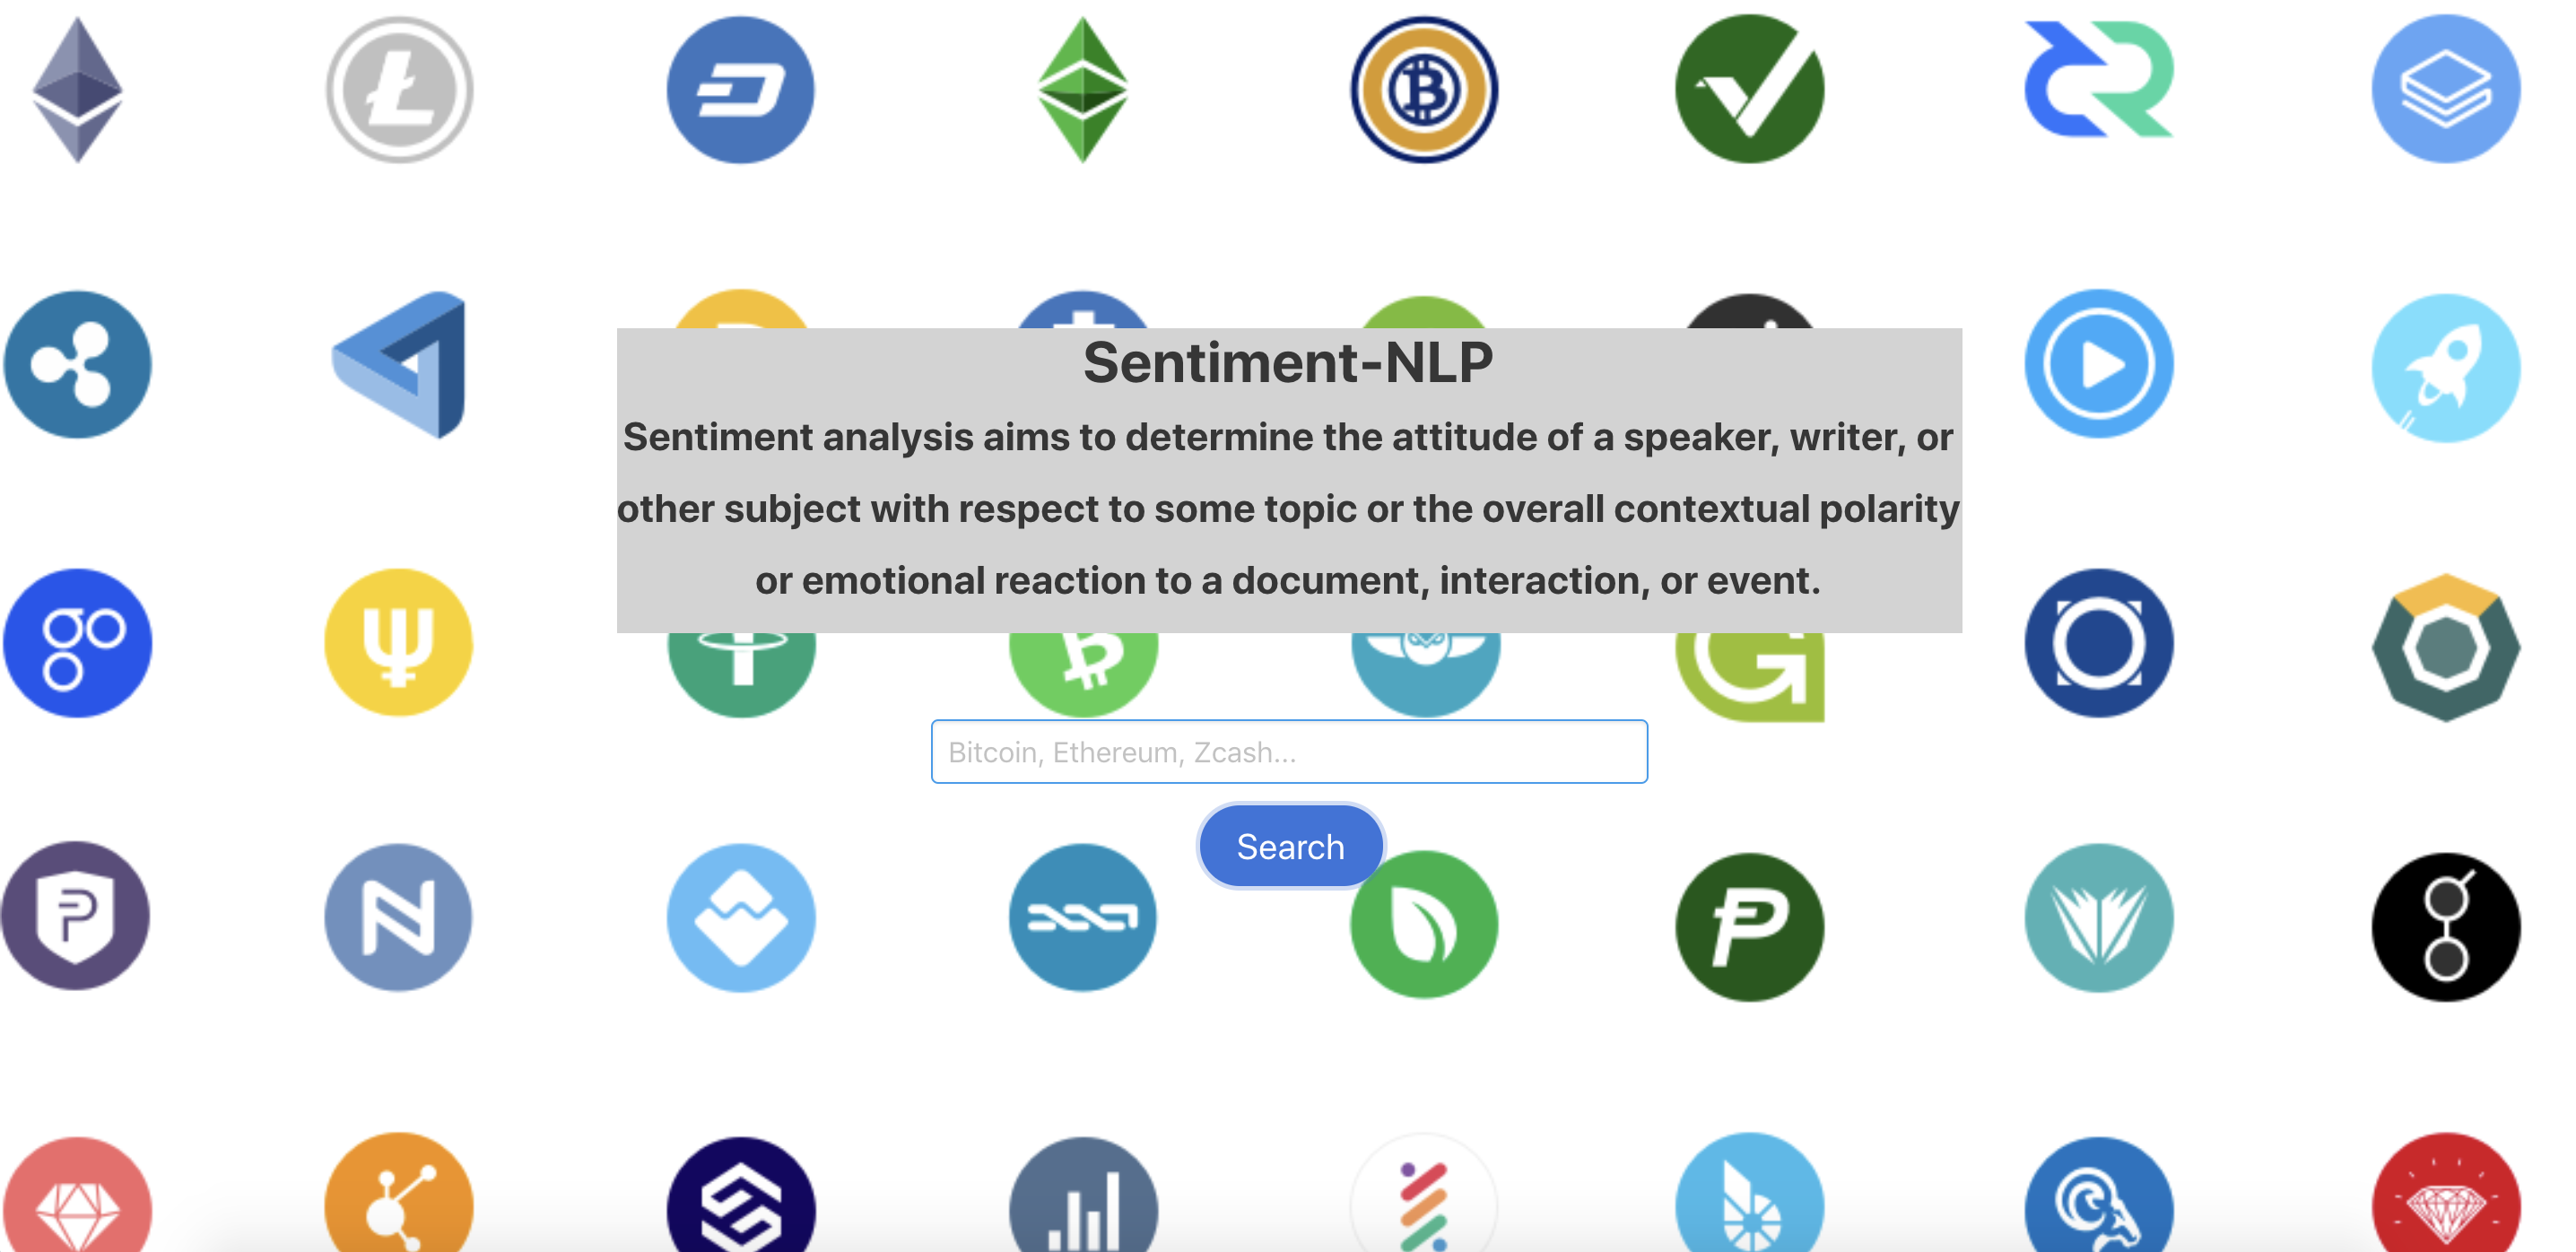 Sentiment-NLP
Sentiment analysis aims to determine the attitude of a speaker, writer, or
other subject with respect to some topic or the overall contextual polarity
or emotional reaction to a document, interaction, or event.
Bitcoin, Ethereum, Zcash...
Search